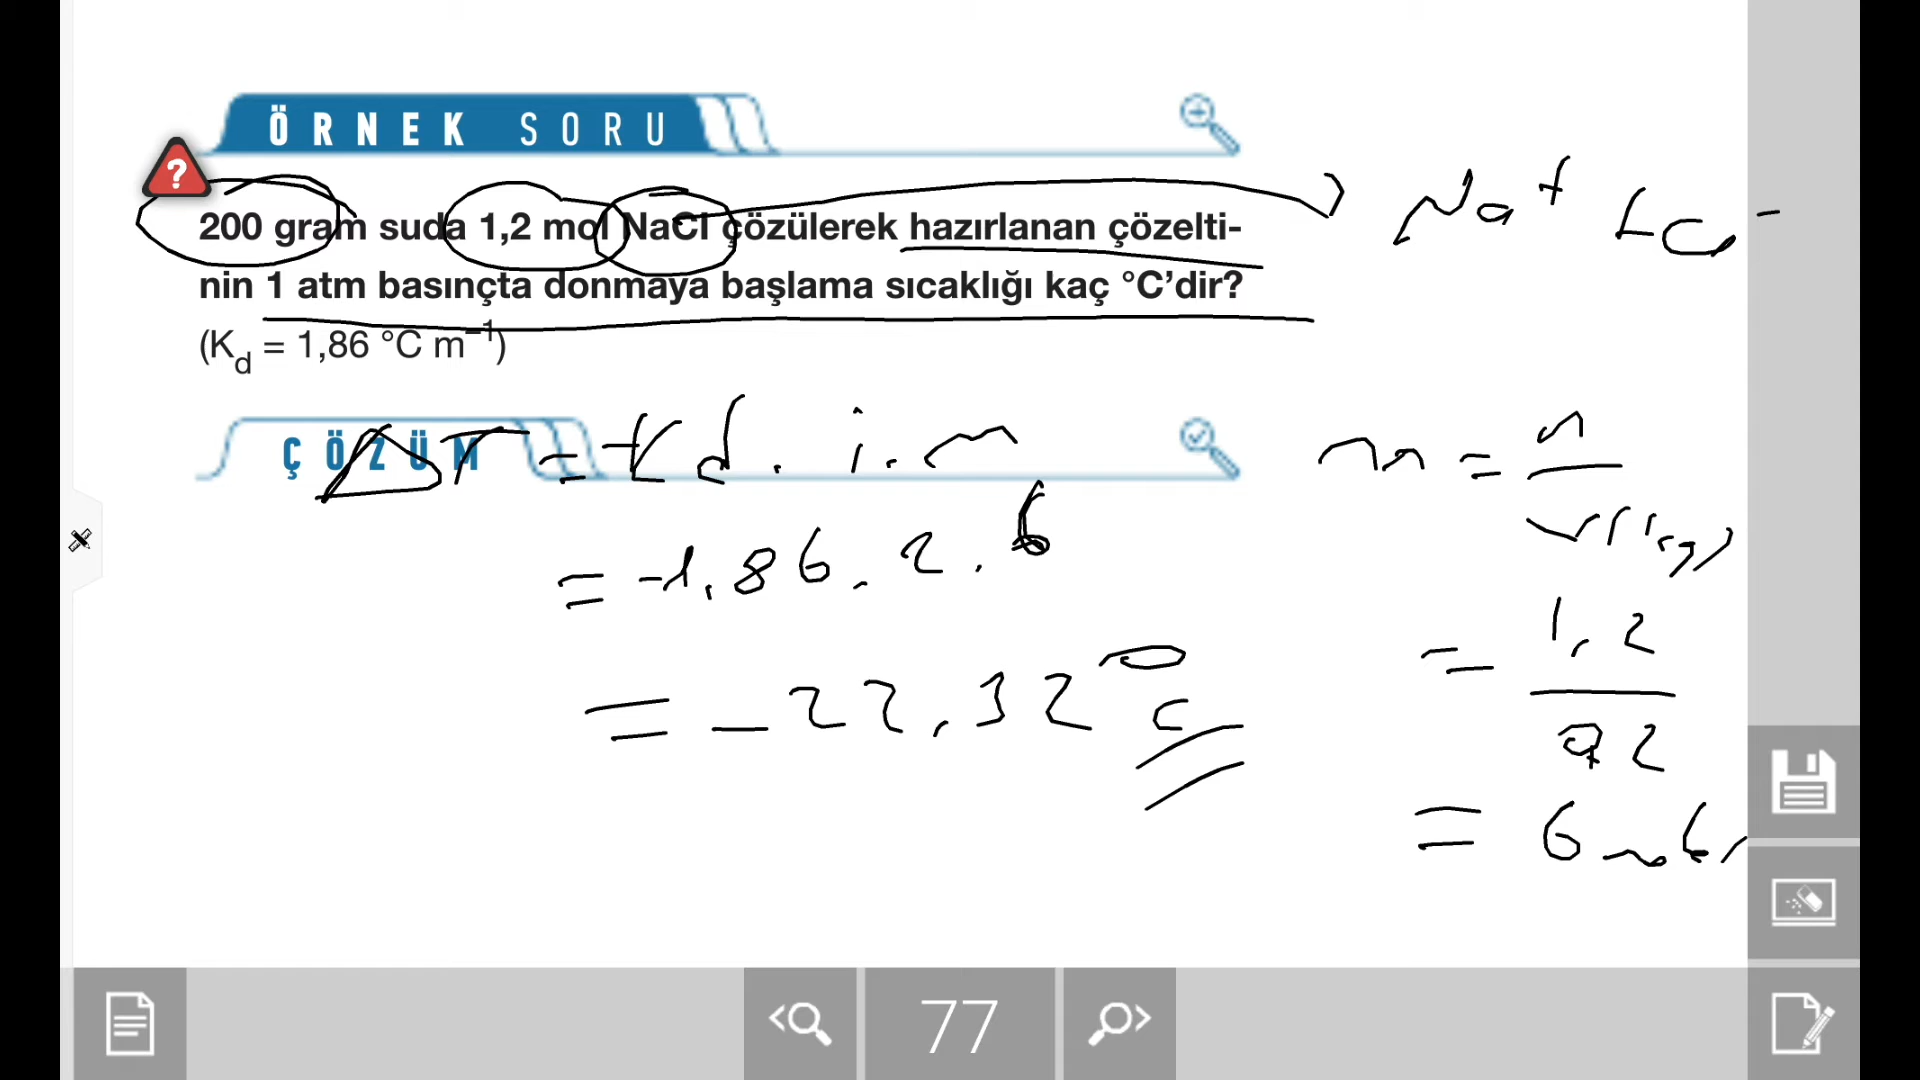 ÖRNEK SORU
200 gram suda 1,2 mol NaCl çözülerek hazırlanan çözelti-
nin 1 atm basınçta donmaya başlama sıcaklığı kaç °C'dir?
(Kd = 1,86 °C m⁻¹)
Na⁺ Cl⁻
ÇÖZÜM
ΔT = -Kd . i . m
= -1,86 . 2 . 6
= -22,32 °C
m = n
= 1,2
0,2
= 6
77